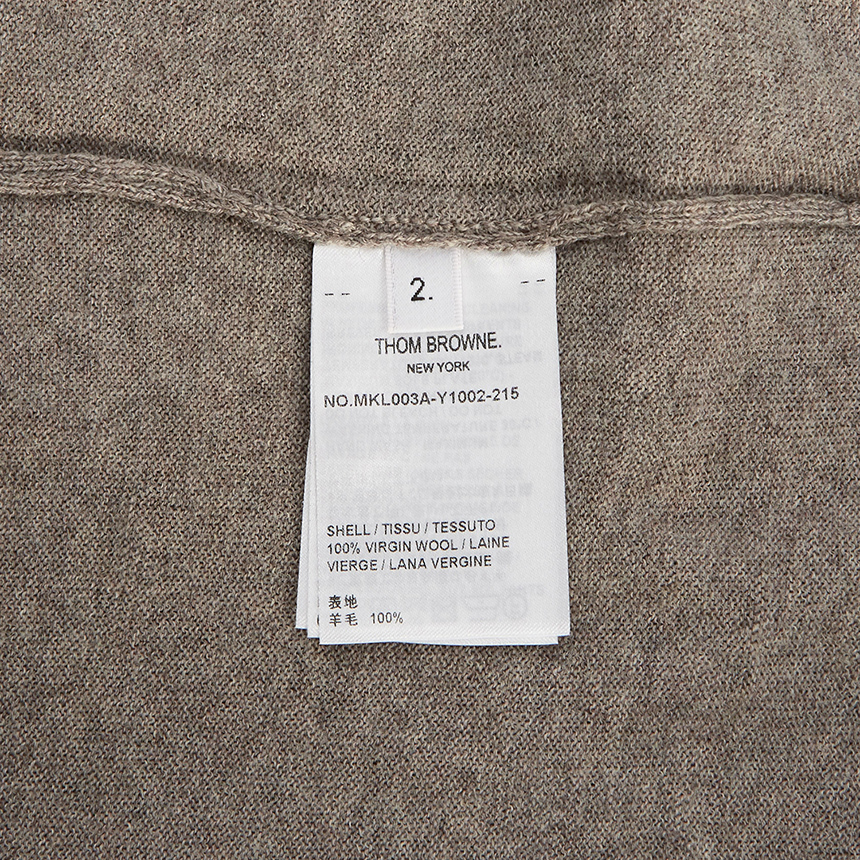 2.
THOM BROWNE.
NEW YORK
NO.MKL003A-Y1002-215
SHELL / TISSU / TESSUTO
100% VIRGIN WOOL / LAINE
VIERGE / LANA VERGINE
表地
羊毛 100%